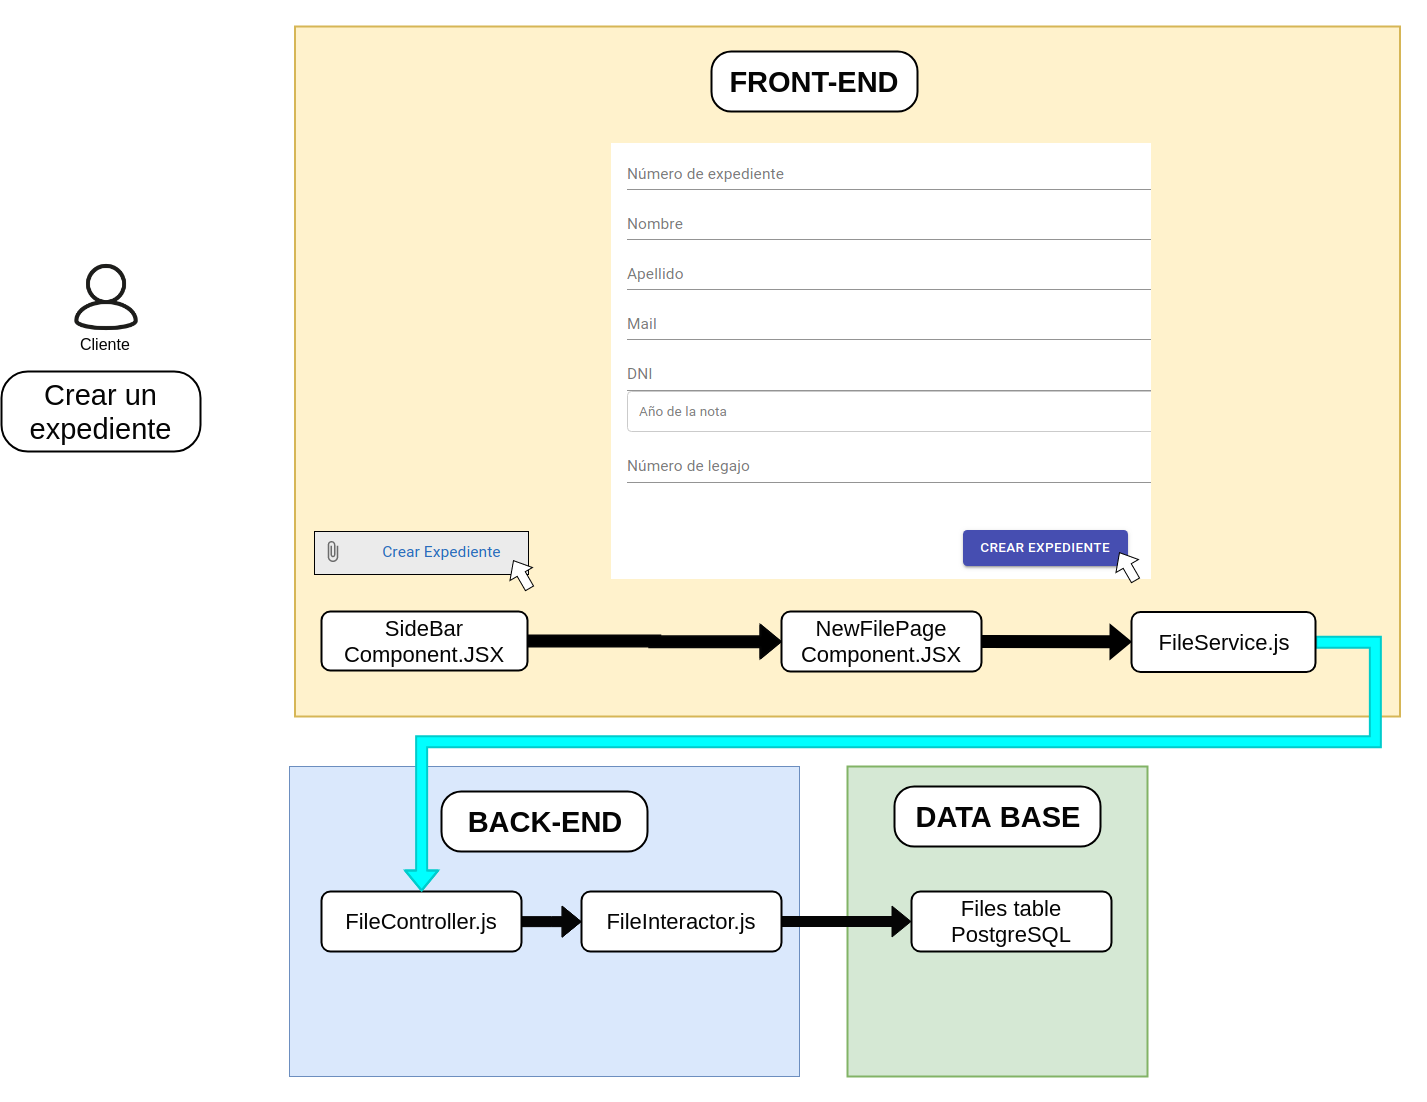 FRONT-END
Número de expediente
Nombre
Apellido
Mail
DNI
Año de la nota
Número de legajo
CREAR EXPEDIENTE
Cliente
Crear un
expediente
Crear Expediente
SideBar
Component.JSX
NewFilePage
Component.JSX
FileService.js
BACK-END
FileController.js
FileInteractor.js
DATA BASE
Files table
PostgreSQL